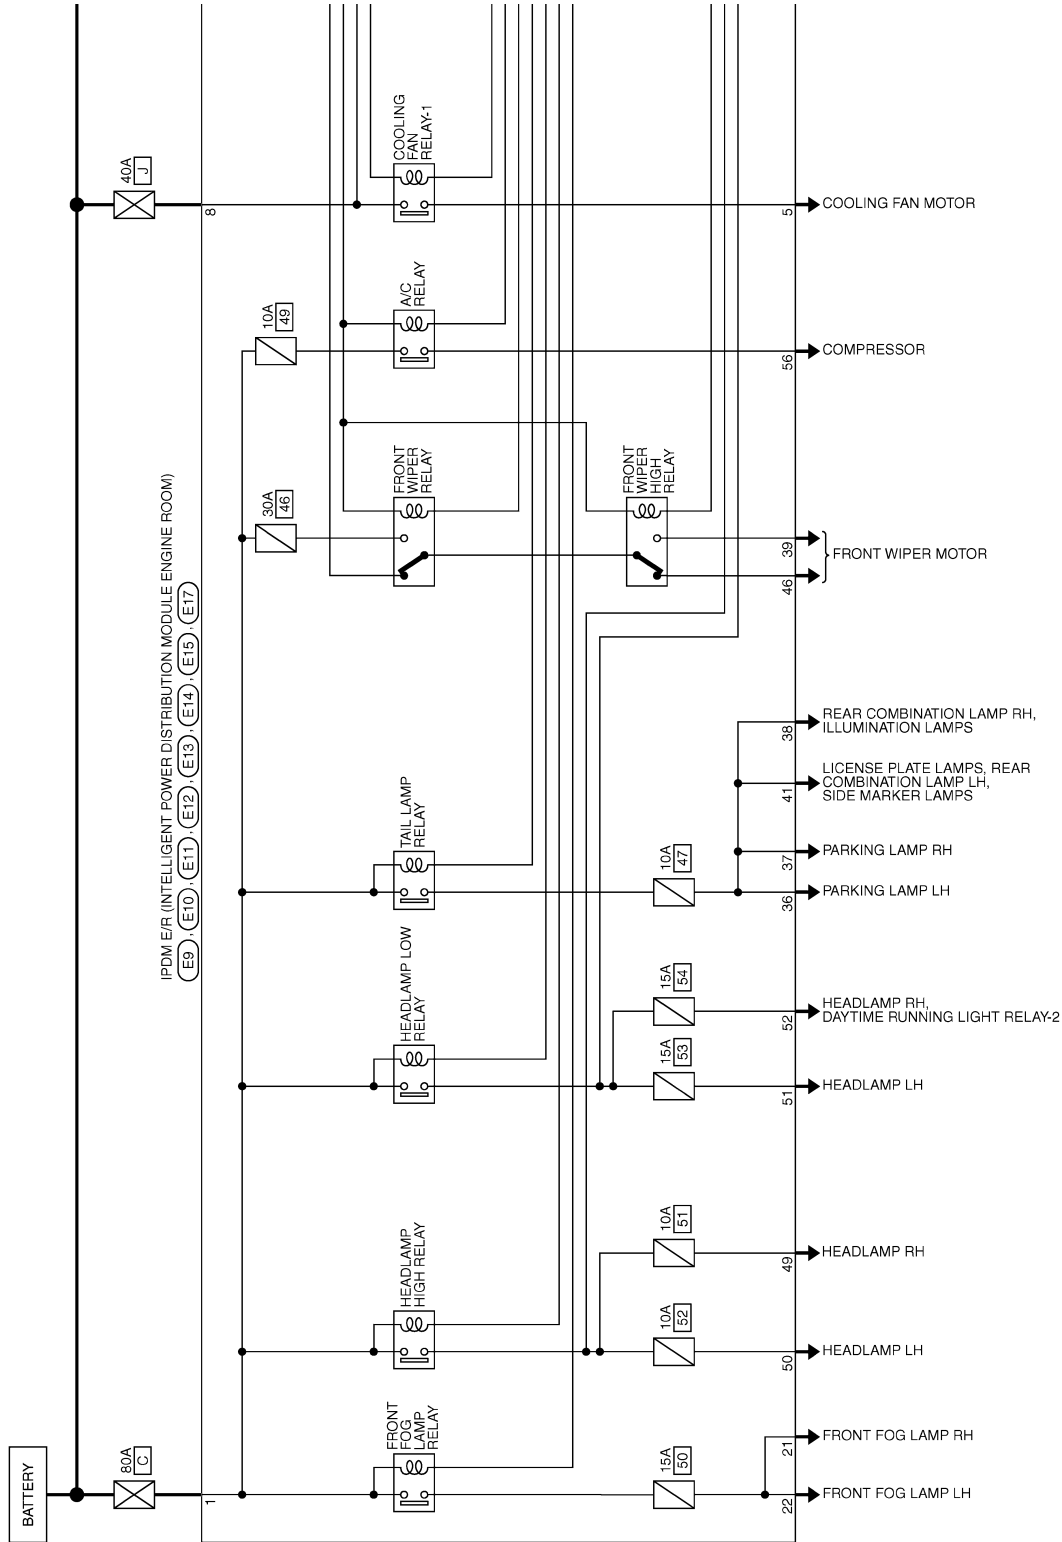 40A
J
8
COOLING
FAN
RELAY-1
5
COOLING FAN MOTOR
10A
49
A/C
RELAY
56
COMPRESSOR
30A
46
FRONT
WIPER
RELAY
FRONT
WIPER
HIGH
RELAY
39
46
FRONT WIPER MOTOR
IPDM E/R (INTELLIGENT POWER DISTRIBUTION MODULE ENGINE ROOM)
E9 , E10 , E11 , E12 , E13 , E14 , E15 , E17
38
REAR COMBINATION LAMP RH,
ILLUMINATION LAMPS
41
LICENSE PLATE LAMPS, REAR
COMBINATION LAMP LH,
SIDE MARKER LAMPS
TAIL LAMP
RELAY
10A
47
37
PARKING LAMP RH
36
PARKING LAMP LH
HEADLAMP LOW
RELAY
15A
54
52
HEADLAMP RH,
DAYTIME RUNNING LIGHT RELAY-2
15A
53
51
HEADLAMP LH
HEADLAMP
HIGH RELAY
10A
51
49
HEADLAMP RH
10A
52
50
HEADLAMP LH
BATTERY
80A
C
1
FRONT
FOG
LAMP
RELAY
15A
50
21
FRONT FOG LAMP RH
22
FRONT FOG LAMP LH